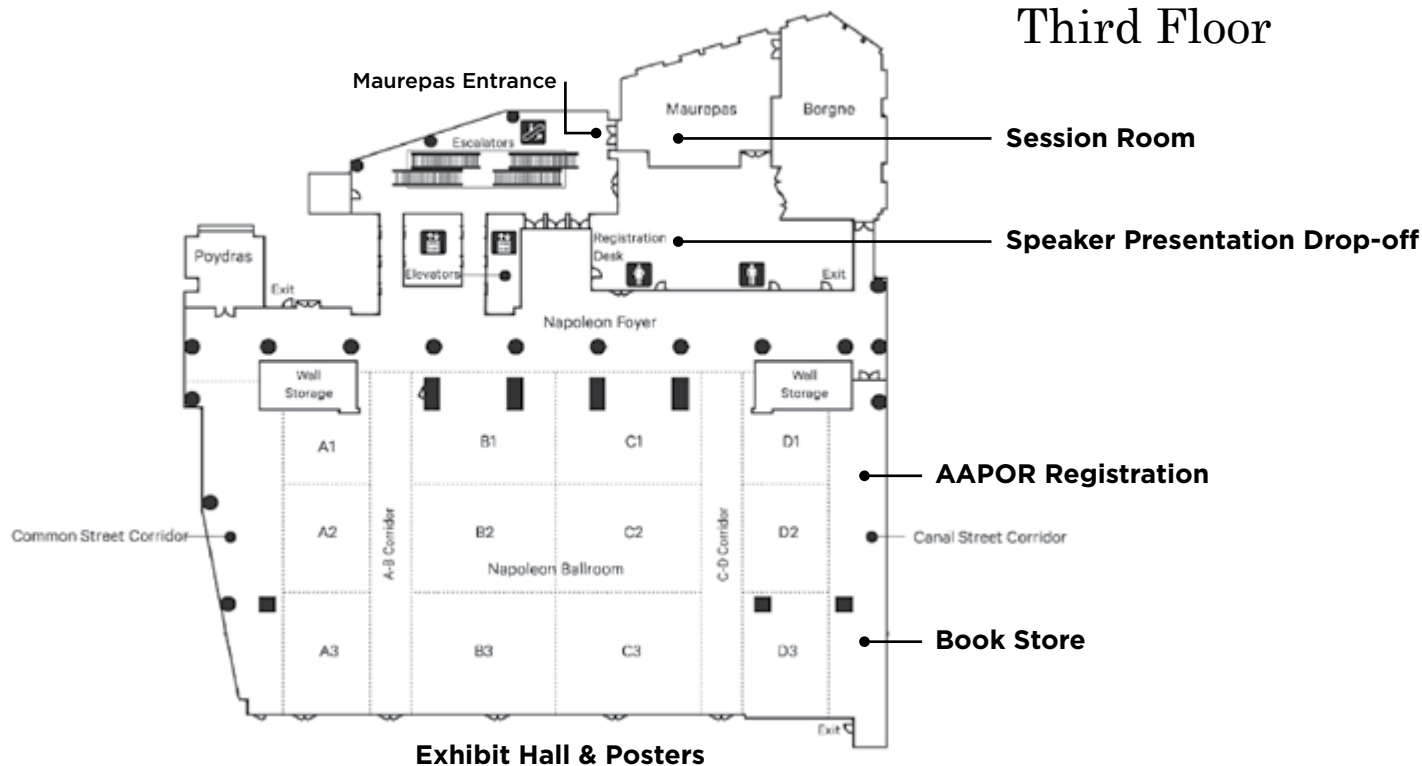 Third Floor
Maurepas Entrance
Maurepas
Borgne
Session Room
Escalators
Speaker Presentation Drop-off
Registration
Desk
Poydras
Elevators
Exit
Exit
Napoleon Foyer
Wall
Storage
Wall
Storage
A1
B1
C1
D1
AAPOR Registration
Common Street Corridor
A2
A-B Corridor
B2
C2
C-D Corridor
D2
Canal Street Corridor
Napoleon Ballroom
Book Store
A3
B3
C3
D3
Exit
Exhibit Hall & Posters